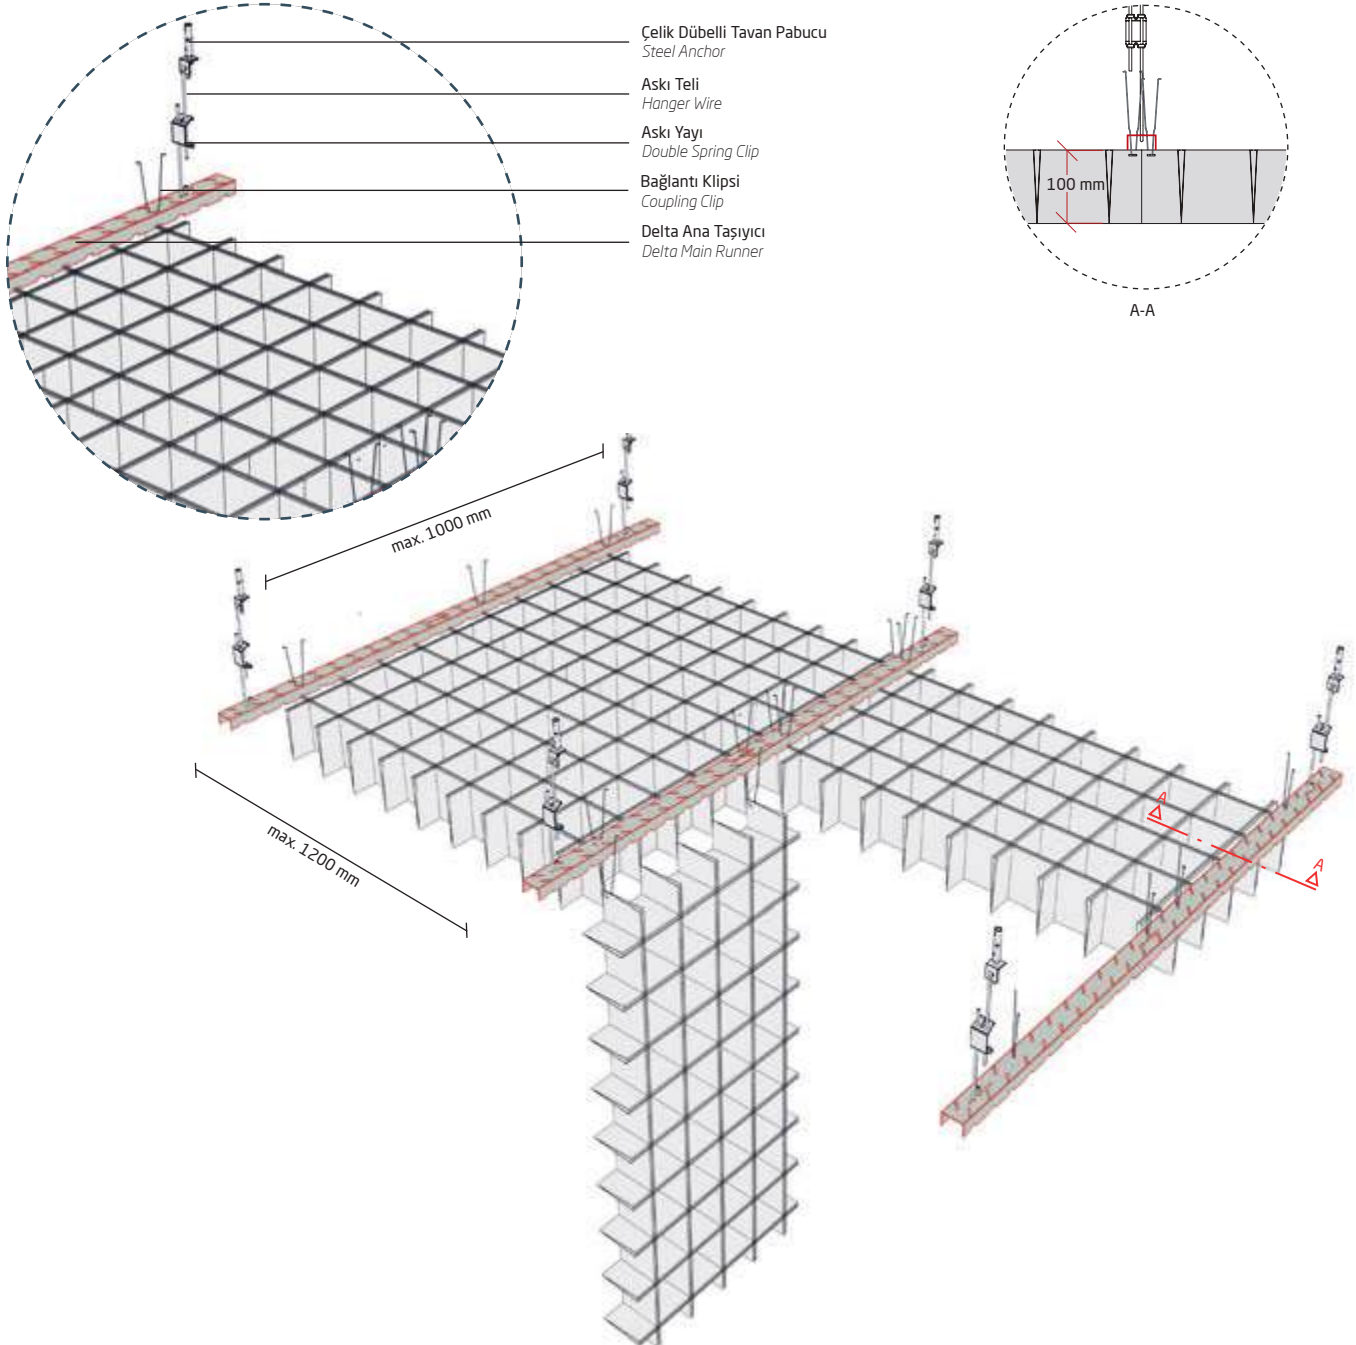 Çelik Dübelli Tavan Pabucu
Steel Anchor
Askı Teli
Hanger Wire
Askı Yayı
Double Spring Clip
Bağlantı Klipsi
Coupling Clip
Delta Ana Taşıyıcı
Delta Main Runner
100 mm
A-A
max. 1000 mm
max. 1200 mm
A
A